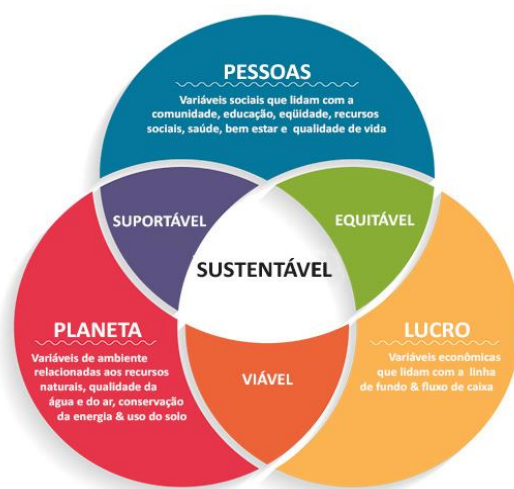 PESSOAS
Variáveis sociais que lidam com a
comunidade, educação, eqüidade, recursos
sociais, saúde, bem estar e qualidade de vida
SUPORTÁVEL
EQUITÁVEL
SUSTENTÁVEL
PLANETA
Variáveis de ambiente
relacionadas aos recursos
naturais, qualidade da
água e do ar, conservação
da energia & uso do solo
LUCRO
Variáveis econômicas
que lidam com a linha
de fundo & fluxo de caixa
VIÁVEL